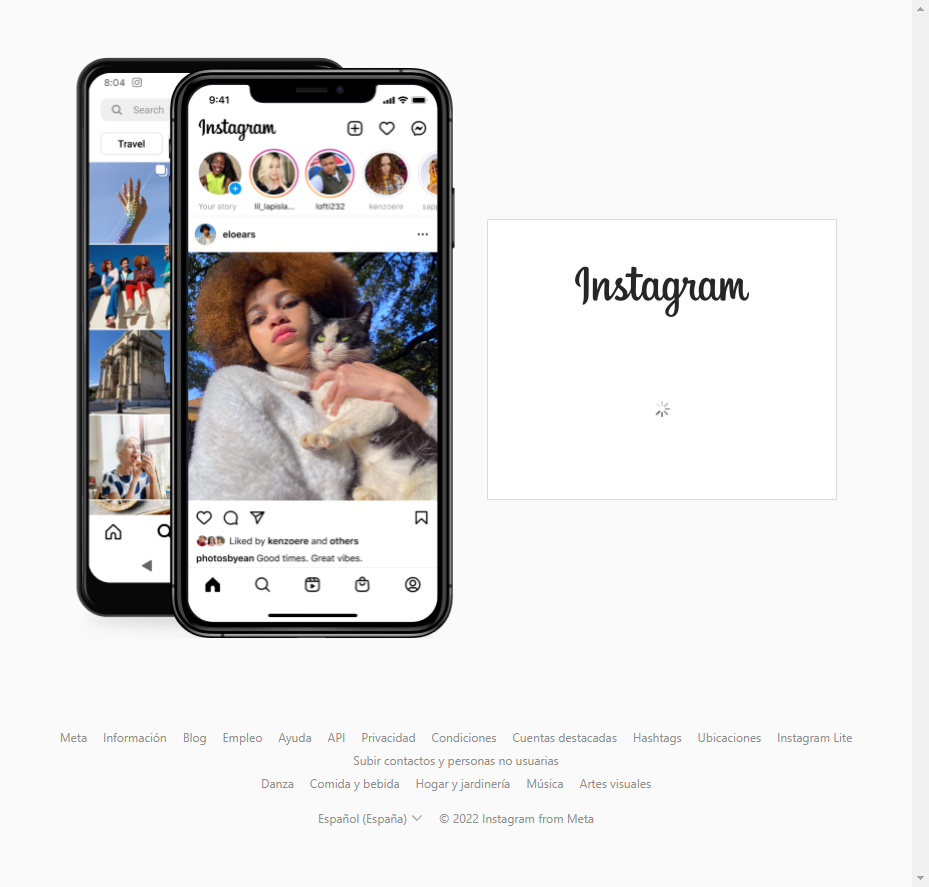 8:04
Search
Travel
9:41
Instagram
Your story lil_lapisla... lofti232 kenzoere sapp
eloears
Liked by kenzoere and others
photosbyean Good times. Great vibes.
Instagram
Meta Información Blog Empleo Ayuda API Privacidad Condiciones Cuentas destacadas Hashtags Ubicaciones Instagram Lite
Subir contactos y personas no usuarias
Danza Comida y bebida Hogar y jardinería Música Artes visuales
Español (España) © 2022 Instagram from Meta